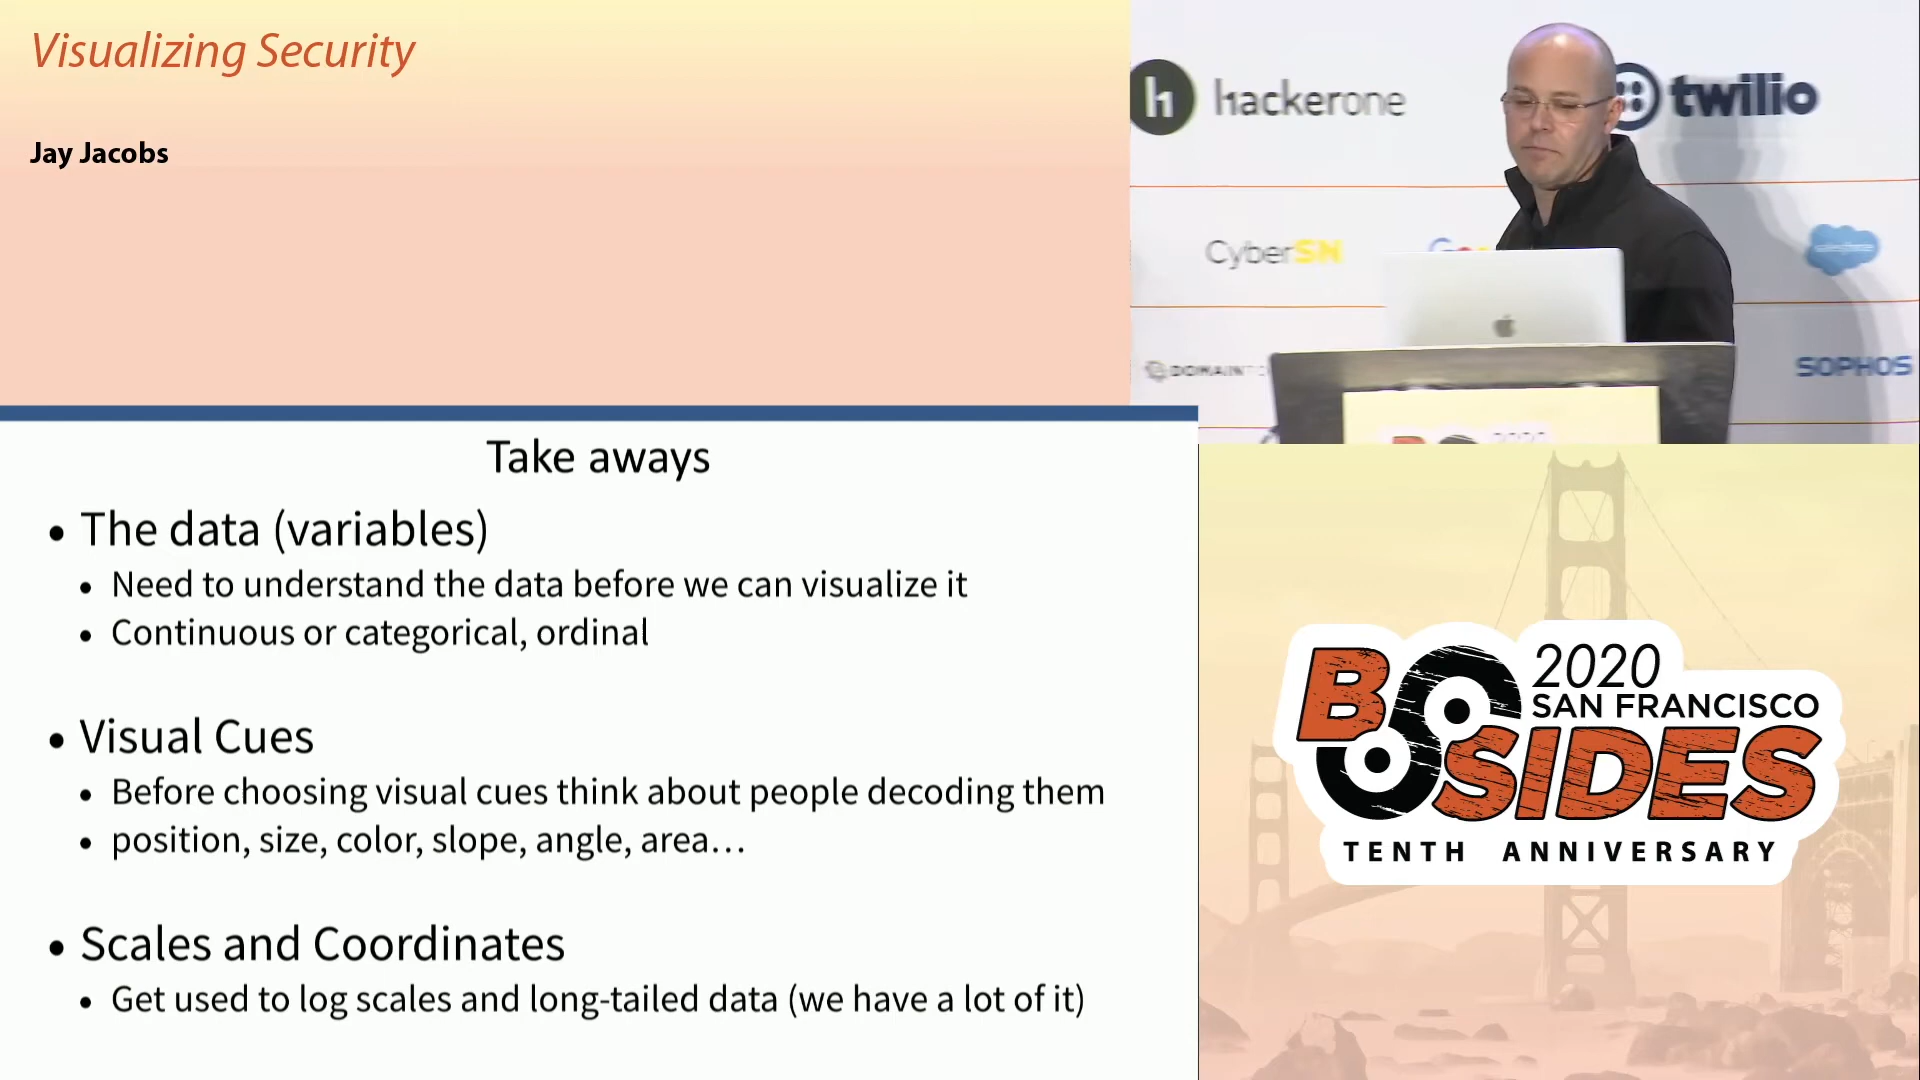 Visualizing Security
Jay Jacobs
hackerone
twilio
CyberSN
salesforce
SOPHOS
2020
Take aways
• The data (variables)
• Need to understand the data before we can visualize it
• Continuous or categorical, ordinal
• Visual Cues
• Before choosing visual cues think about people decoding them
• position, size, color, slope, angle, area…
• Scales and Coordinates
• Get used to log scales and long-tailed data (we have a lot of it)
2020
SAN FRANCISCO
BSIDES
TENTH ANNIVERSARY